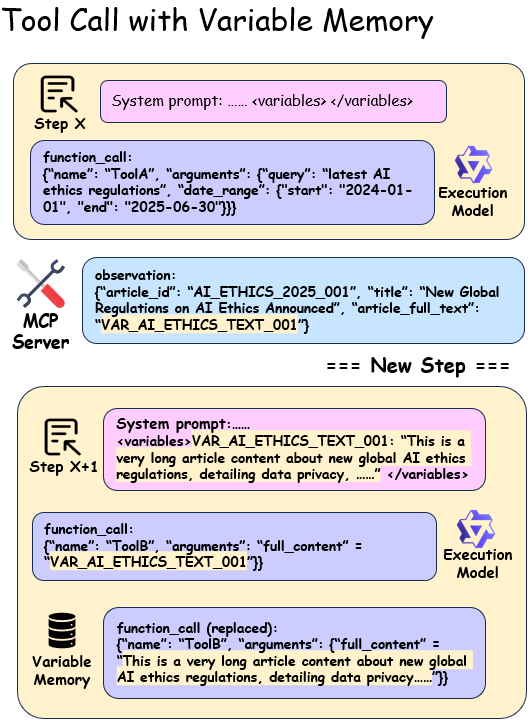 Tool Call with Variable Memory
Step X
System prompt: …… <variables> </variables>
function_call:
{“name”: “ToolA”, “arguments”: {“query”: “latest AI
ethics regulations”, “date_range”: {"start": "2024-01-
01", "end": "2025-06-30"}}}
Execution
Model
MCP
Server
observation:
{“article_id”: “AI_ETHICS_2025_001”, “title”: “New Global
Regulations on AI Ethics Announced”, “article_full_text”:
“VAR_AI_ETHICS_TEXT_001”}
=== New Step ===
Step X+1
System prompt:……
<variables>VAR_AI_ETHICS_TEXT_001: “This is a
very long article content about new global AI ethics
regulations, detailing data privacy, ……” </variables>
function_call:
{“name”: “ToolB”, “arguments”: “full_content” =
“VAR_AI_ETHICS_TEXT_001”}}
Execution
Model
Variable
Memory
function_call (replaced):
{“name”: “ToolB”, “arguments”: {“full_content” =
“This is a very long article content about new global
AI ethics regulations, detailing data privacy……”}}